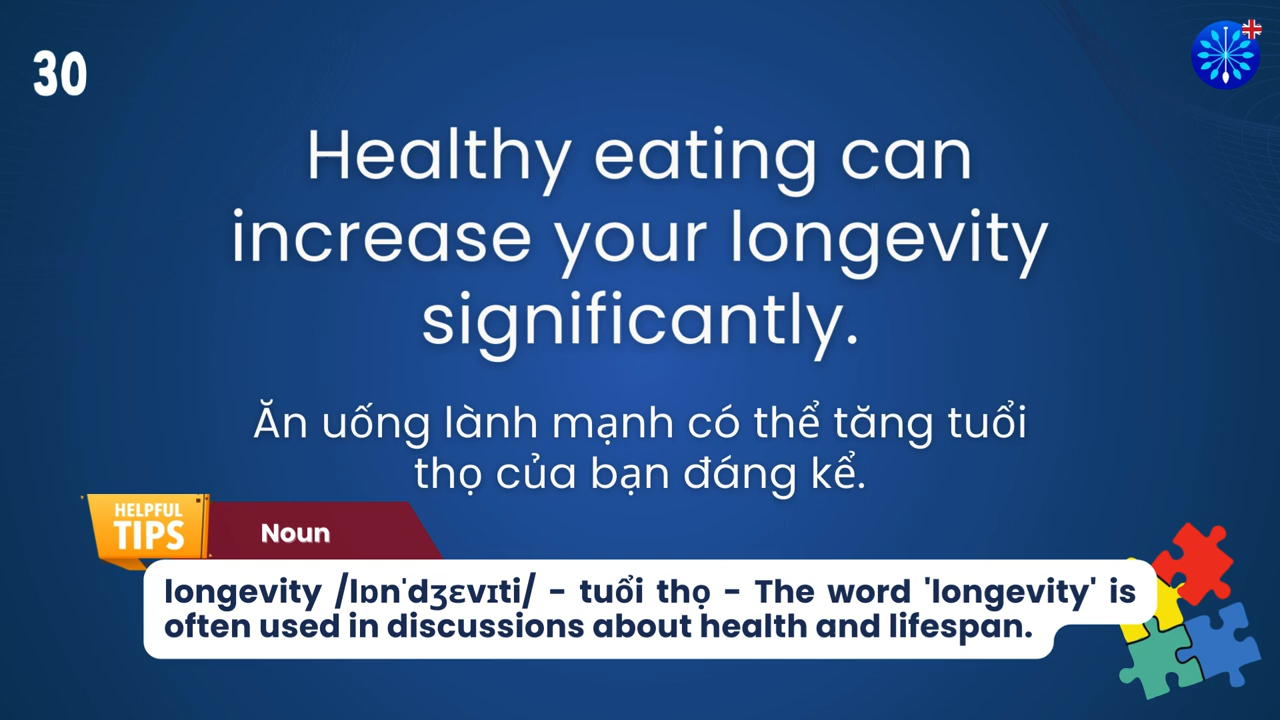 30
Healthy eating can
increase your longevity
significantly.
Ăn uống lành mạnh có thể tăng tuổi
thọ của bạn đáng kể.
HELPFUL
TIPS
Noun
longevity /lɒnˈdʒɛvɪti/ - tuổi thọ - The word 'longevity' is
often used in discussions about health and lifespan.